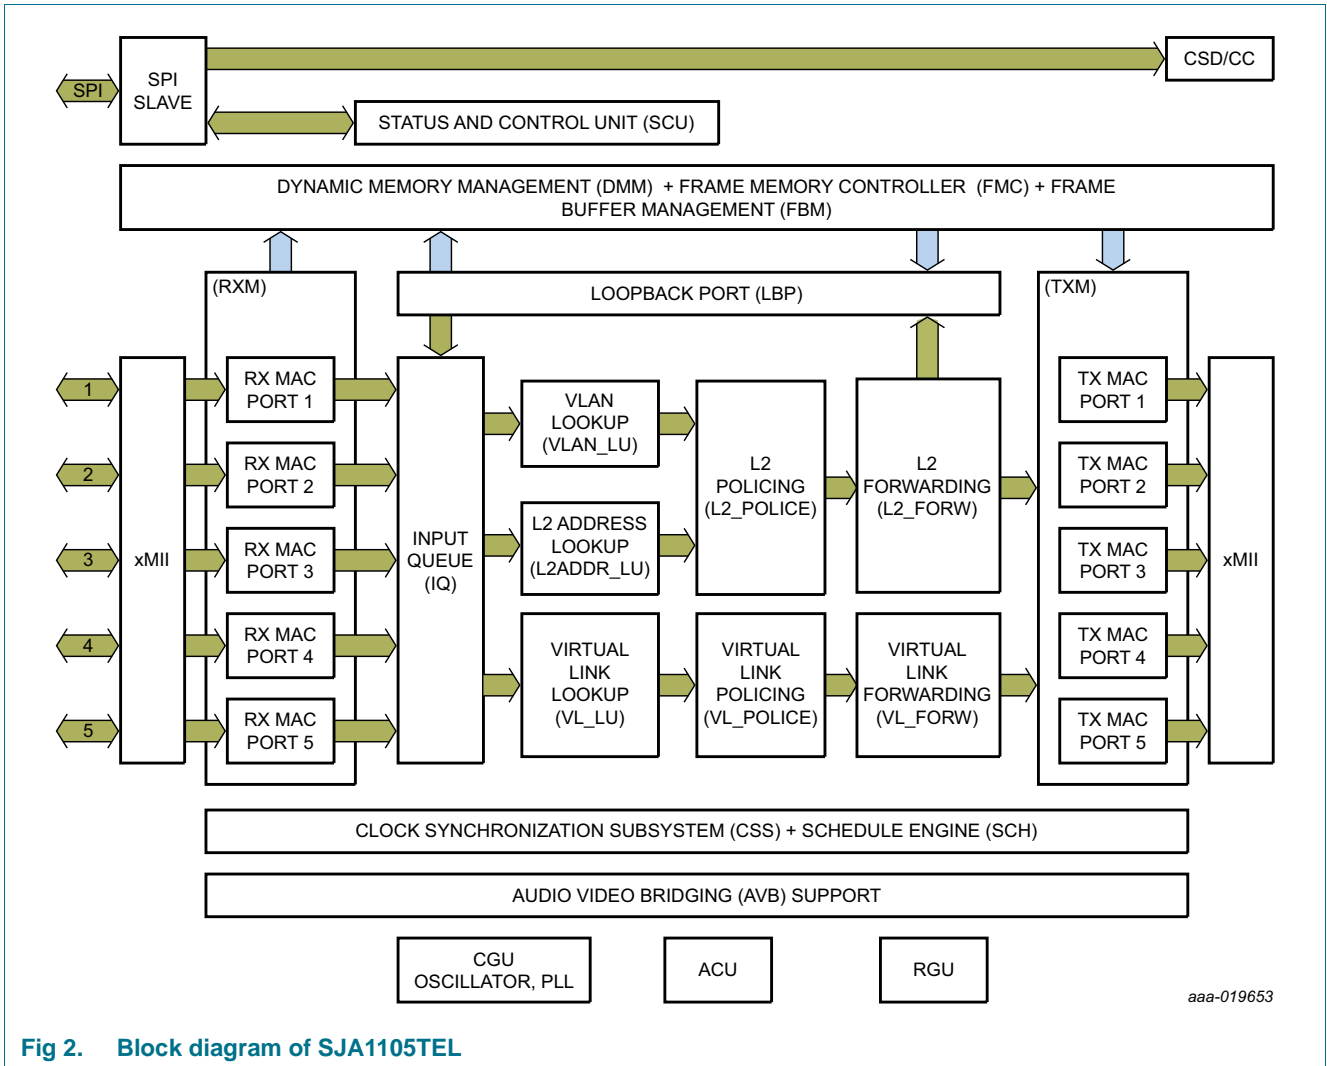 SPI
SPI
SLAVE
CSD/CC
STATUS AND CONTROL UNIT (SCU)
DYNAMIC MEMORY MANAGEMENT (DMM) + FRAME MEMORY CONTROLLER (FMC) + FRAME
BUFFER MANAGEMENT (FBM)
(RXM)
LOOPBACK PORT (LBP)
(TXM)
1
2
3
4
5
xMII
RX MAC
PORT 1
RX MAC
PORT 2
RX MAC
PORT 3
RX MAC
PORT 4
RX MAC
PORT 5
INPUT
QUEUE
(IQ)
VLAN
LOOKUP
(VLAN_LU)
L2 ADDRESS
LOOKUP
(L2ADDR_LU)
VIRTUAL
LINK
LOOKUP
(VL_LU)
L2
POLICING
(L2_POLICE)
VIRTUAL
LINK
POLICING
(VL_POLICE)
L2
FORWARDING
(L2_FORW)
VIRTUAL
LINK
FORWARDING
(VL_FORW)
TX MAC
PORT 1
TX MAC
PORT 2
TX MAC
PORT 3
TX MAC
PORT 4
TX MAC
PORT 5
xMII
CLOCK SYNCHRONIZATION SUBSYSTEM (CSS) + SCHEDULE ENGINE (SCH)
AUDIO VIDEO BRIDGING (AVB) SUPPORT
CGU
OSCILLATOR, PLL
ACU
RGU
aaa-019653
Fig 2. Block diagram of SJA1105TEL